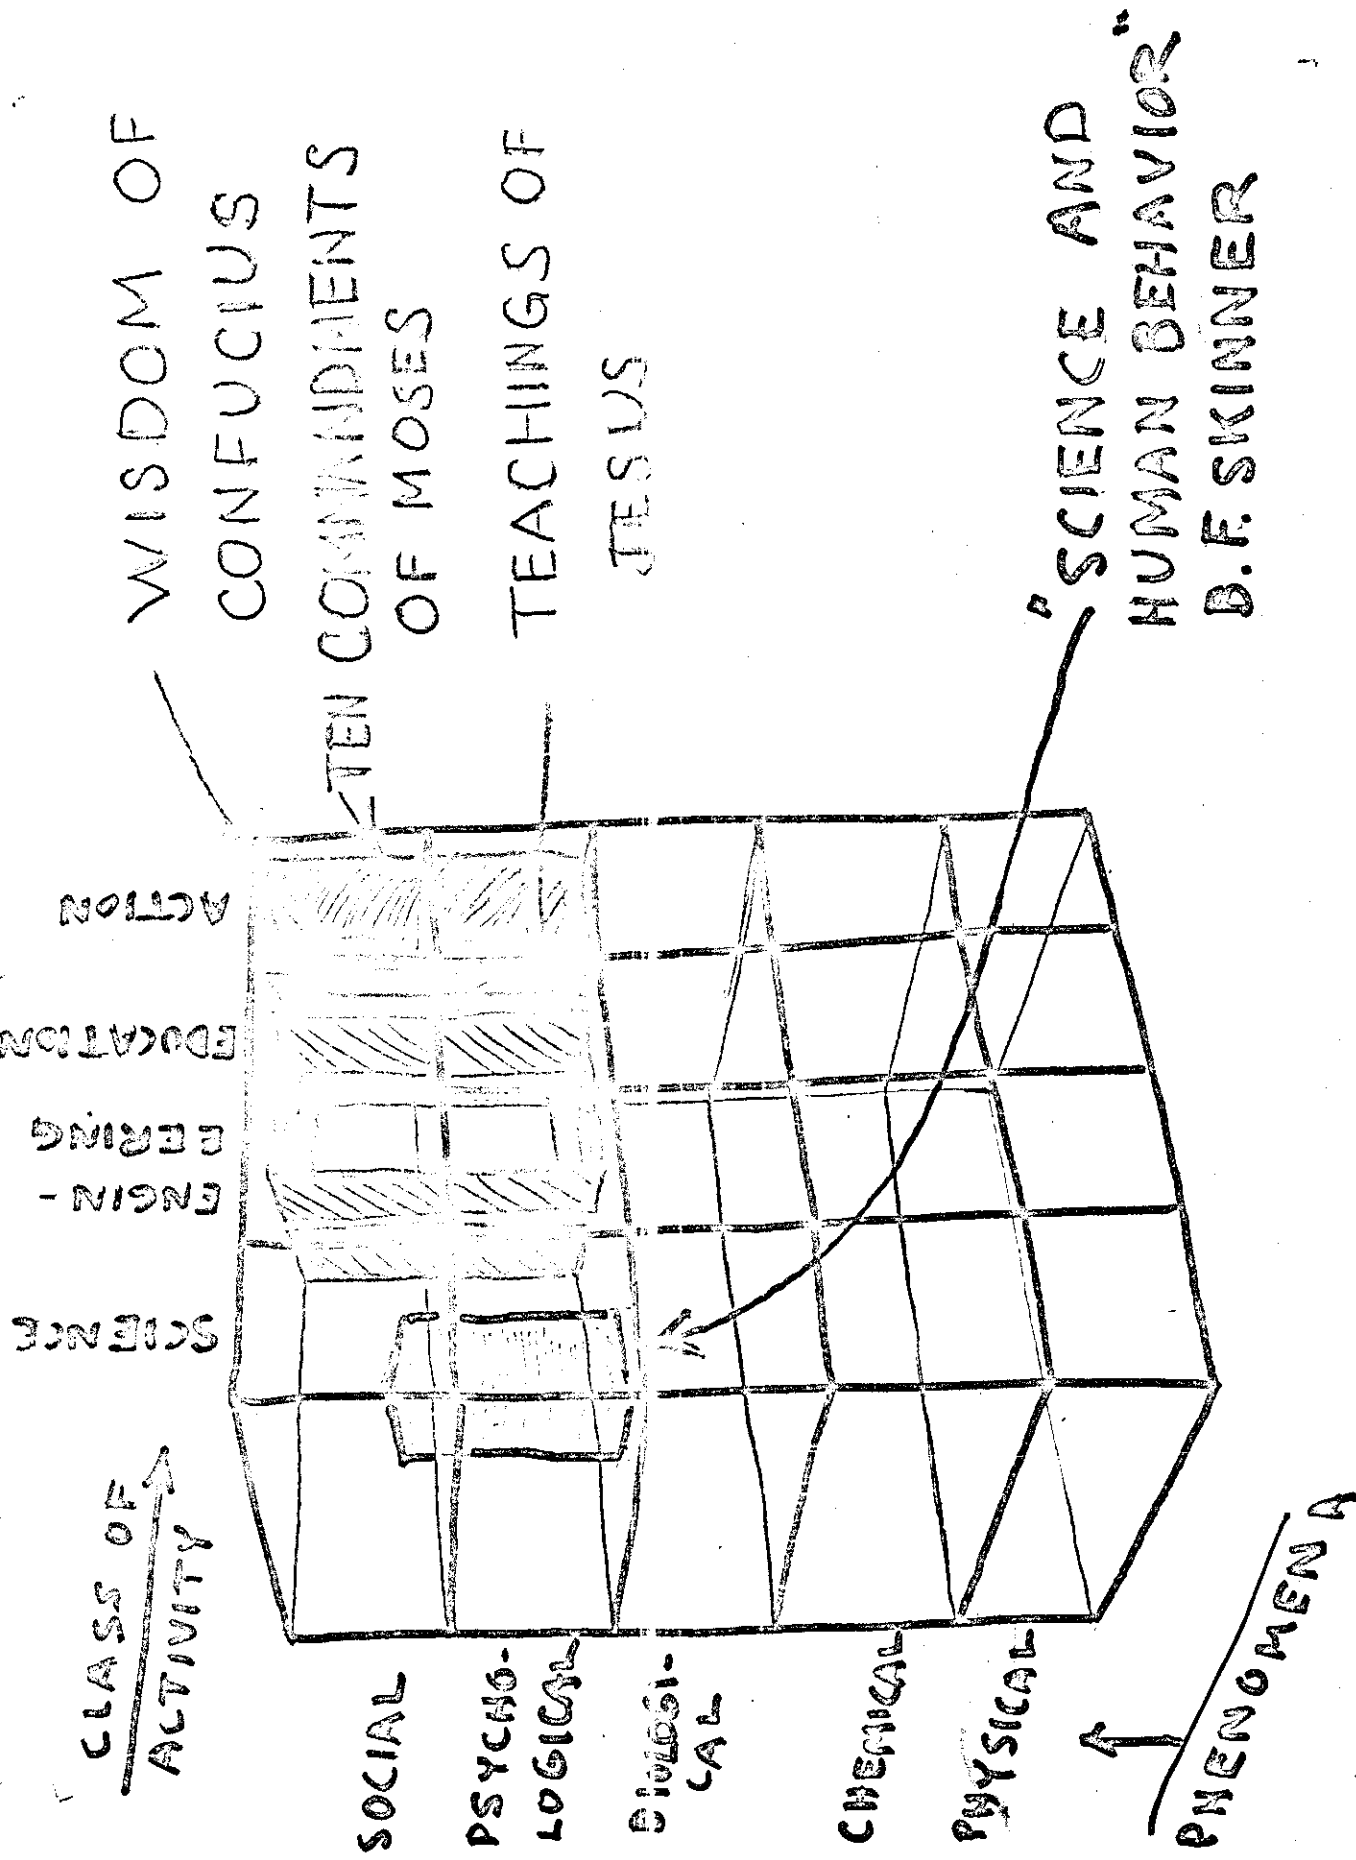 CLASS OF
ACTIVITY
SCIENCE
ENGIN-
EERING
EDUCATION
ACTION
SOCIAL
PSYCHO-
LOGICAL
BIOLOGI-
CAL
CHEMICAL
PHYSICAL
PHENOMENA
WISDOM OF
CONFUCIUS
TEN COMMANDMENTS
OF MOSES
TEACHINGS OF
JESUS
"SCIENCE AND
HUMAN BEHAVIOR"
B.F. SKINNER